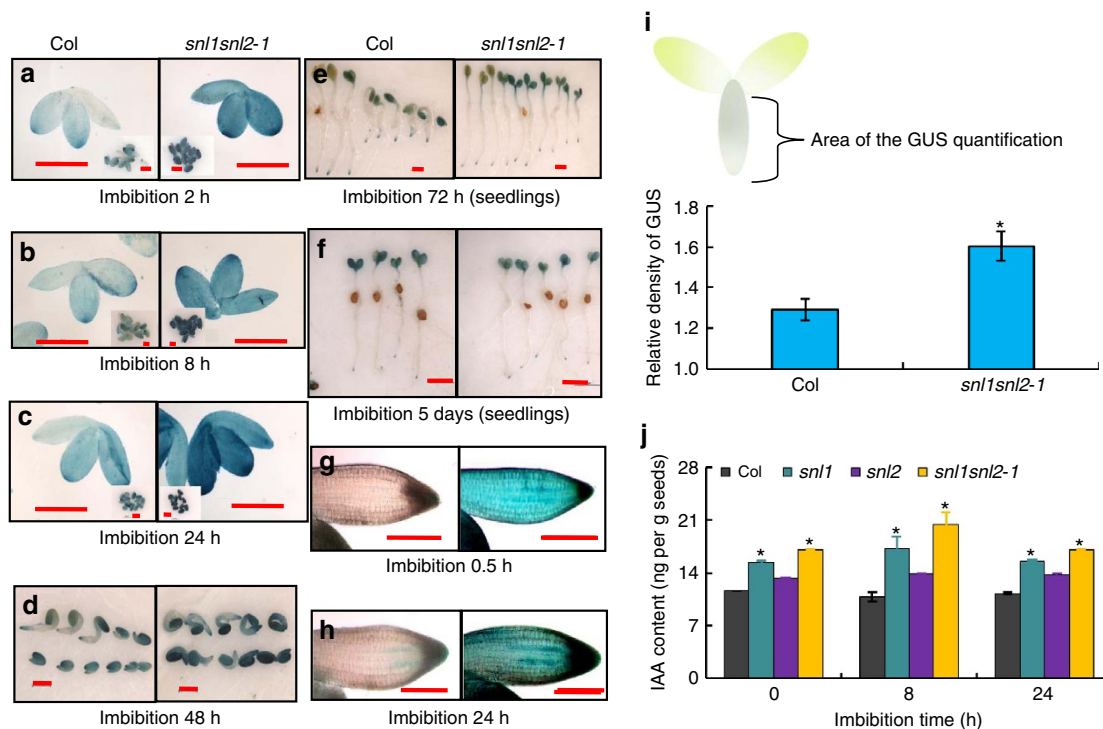 Col
snl1snl2-1
a
Imbibition 2 h
b
Imbibition 8 h
c
Imbibition 24 h
d
Imbibition 48 h
Col
snl1snl2-1
e
Imbibition 72 h (seedlings)
f
Imbibition 5 days (seedlings)
g
Imbibition 0.5 h
h
Imbibition 24 h
i
Area of the GUS quantification
Relative density of GUS
1.8
1.6
1.4
1.2
1.0
*
Col
snl1snl2-1
j
Col snl1 snl2 snl1snl2-1
IAA content (ng per g seeds)
28
21
14
7
0
* *
* *
* *
0 8 24
Imbibition time (h)